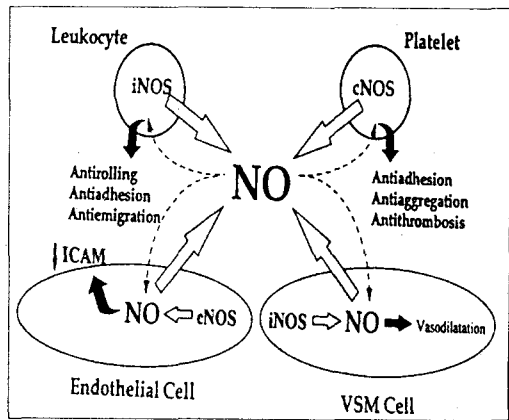 Leukocyte
Platelet
iNOS
cNOS
Antirolling
Antiadhesion
Antiemigration
NO
Antiadhesion
Antiaggregation
Antithrombosis
ICAM
NO
cNOS
iNOS
NO
Vasodilatation
Endothelial Cell
VSM Cell